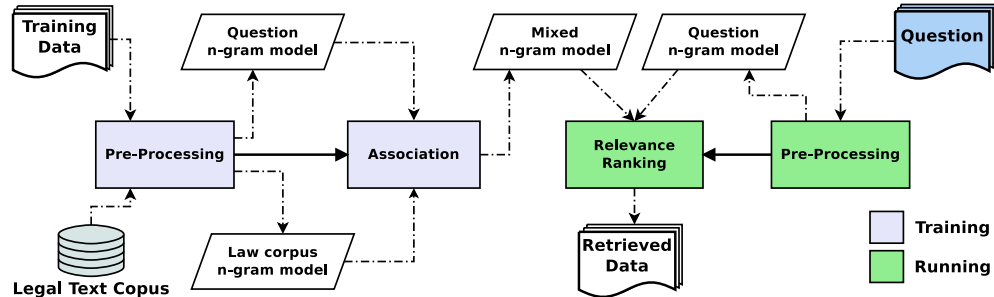 Training
Data
Question
n-gram model
Mixed
n-gram model
Question
n-gram model
Question
Pre-Processing
Association
Relevance
Ranking
Pre-Processing
Law corpus
n-gram model
Retrieved
Data
Legal Text Copus
Training
Running